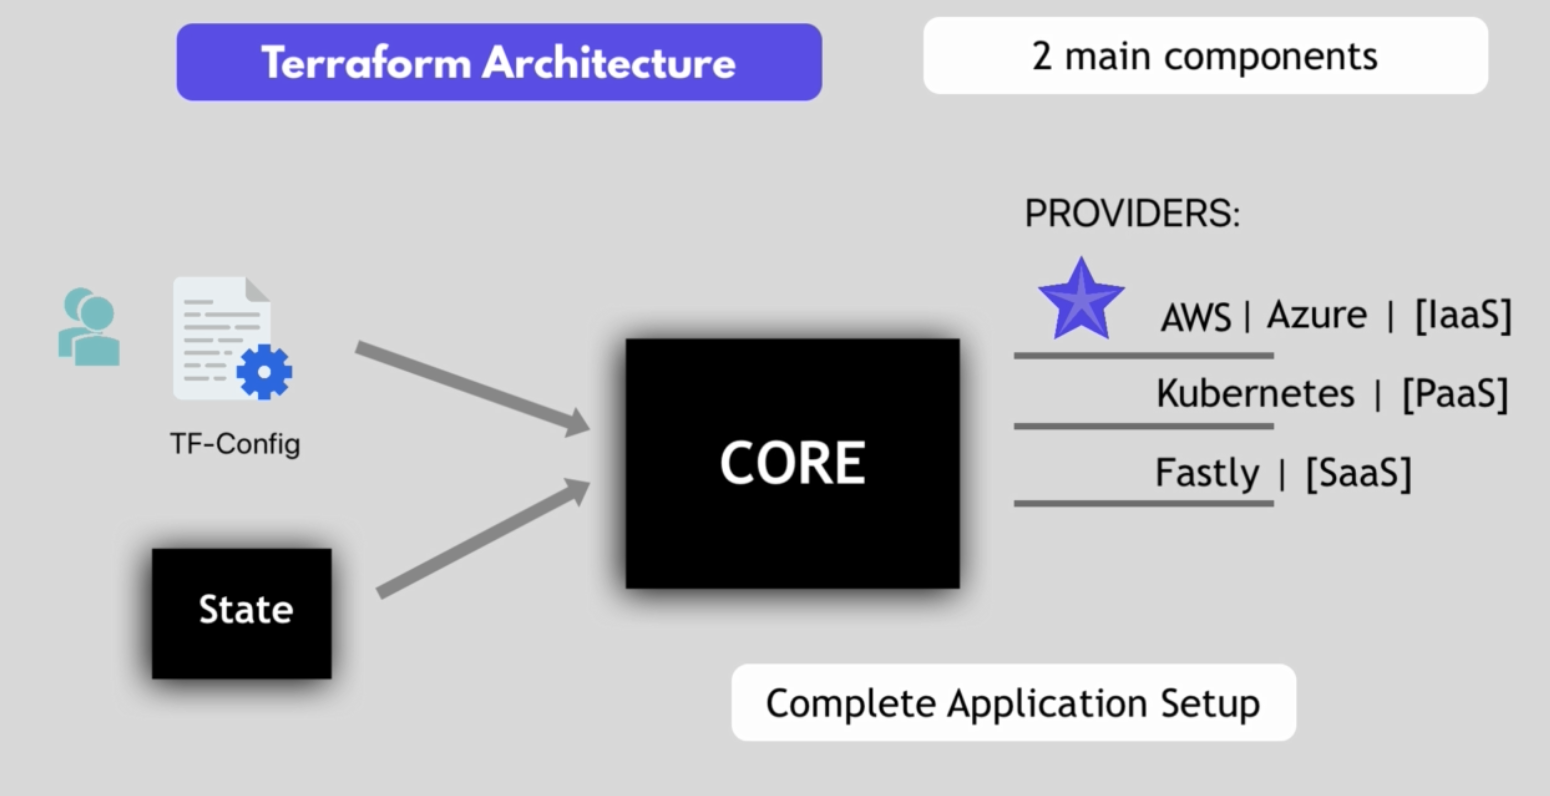 Terraform Architecture
2 main components
PROVIDERS:
AWS | Azure | [IaaS]
Kubernetes | [PaaS]
Fastly | [SaaS]
TF-Config
CORE
State
Complete Application Setup